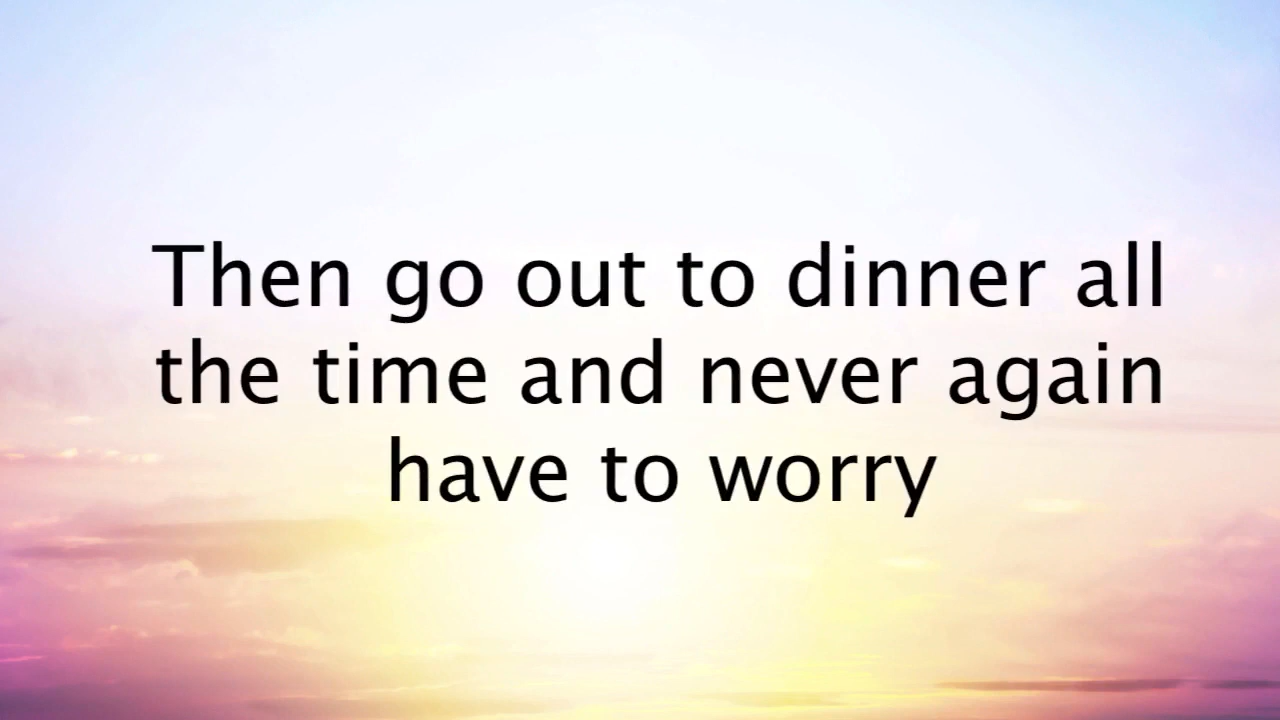 Then go out to dinner all
the time and never again
have to worry